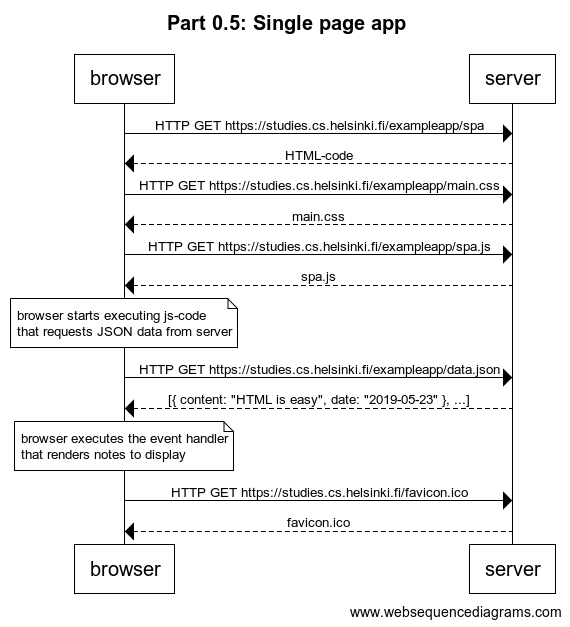 Part 0.5: Single page app
browser
server
HTTP GET https://studies.cs.helsinki.fi/exampleapp/spa
HTML-code
HTTP GET https://studies.cs.helsinki.fi/exampleapp/main.css
main.css
HTTP GET https://studies.cs.helsinki.fi/exampleapp/spa.js
spa.js
browser starts executing js-code
that requests JSON data from server
HTTP GET https://studies.cs.helsinki.fi/exampleapp/data.json
[{ content: "HTML is easy", date: "2019-05-23" }, ...]
browser executes the event handler
that renders notes to display
HTTP GET https://studies.cs.helsinki.fi/favicon.ico
favicon.ico
browser
server
www.websequencediagrams.com